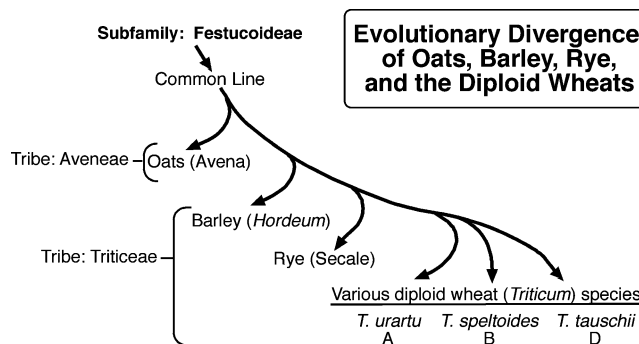 Subfamily: Festucoideae
Evolutionary Divergence
of Oats, Barley, Rye,
and the Diploid Wheats
Common Line
Tribe: Aveneae
Oats (Avena)
Barley (Hordeum)
Tribe: Triticeae
Rye (Secale)
Various diploid wheat (Triticum) species
T. urartu T. speltoides T. tauschii
A B D